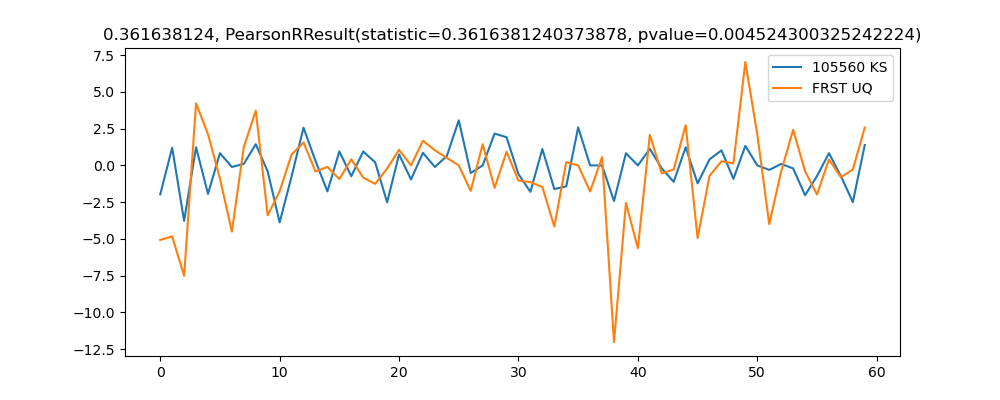 0.361638124, PearsonRResult(statistic=0.3616381240373878, pvalue=0.004524300325242224)
7.5
5.0
2.5
0.0
−2.5
−5.0
−7.5
−10.0
−12.5
105560 KS
FRST UQ
0 10 20 30 40 50 60